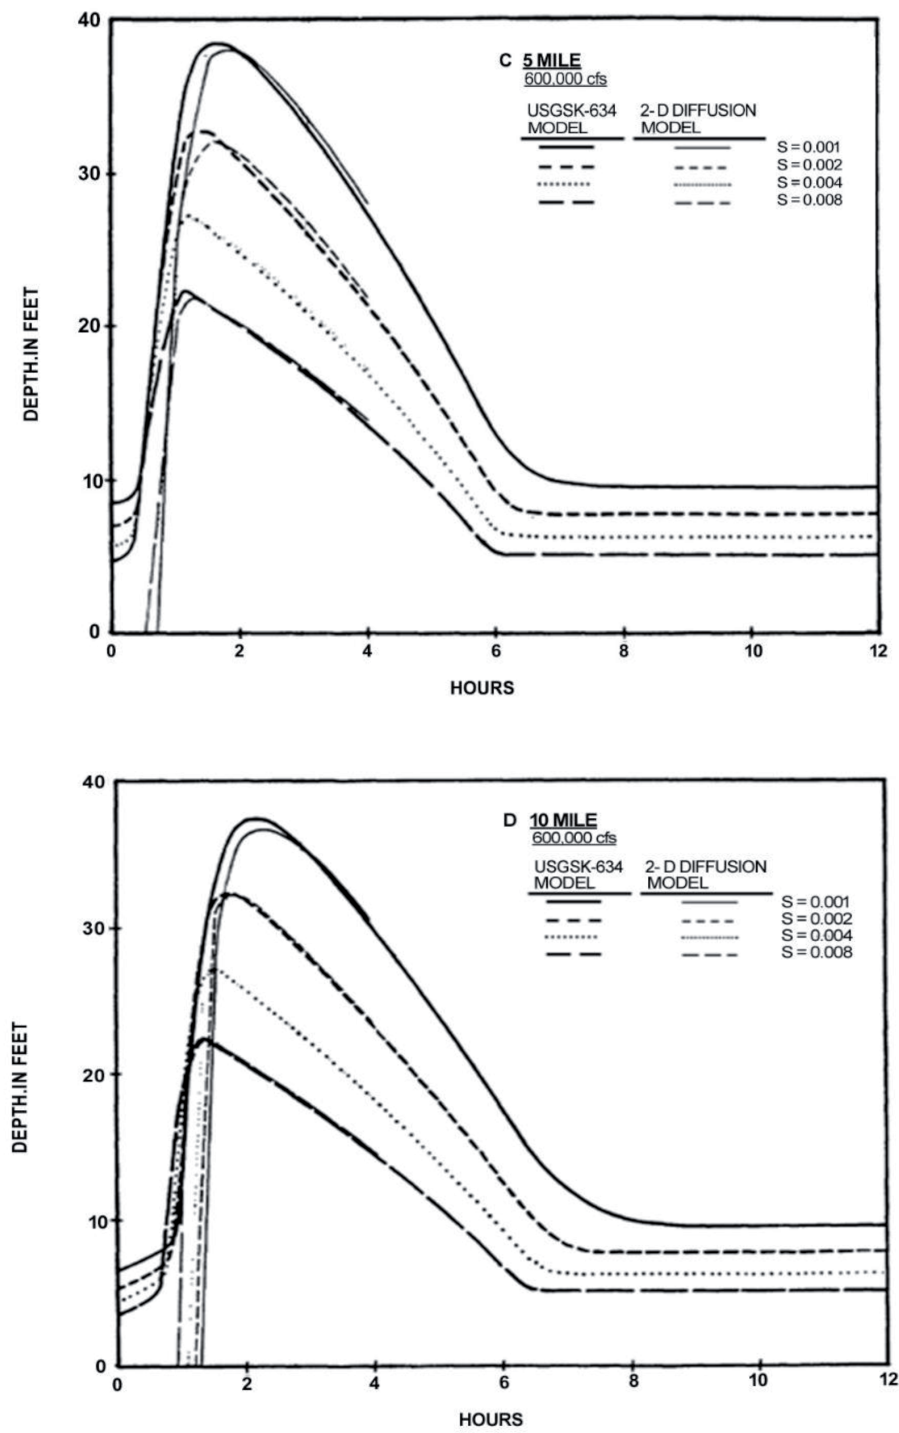 40
C 5 MILE
600,000 cfs
USGSK-634 2-D DIFFUSION
MODEL MODEL
S = 0.001
S = 0.002
S = 0.004
S = 0.008
30
20
10
0
DEPTH.IN FEET
0 2 4 6 8 10 12
HOURS
40
D 10 MILE
600,000 cfs
USGSK-634 2-D DIFFUSION
MODEL MODEL
S = 0.001
S = 0.002
S = 0.004
S = 0.008
30
20
10
0
DEPTH.IN FEET
0 2 4 6 8 10 12
HOURS